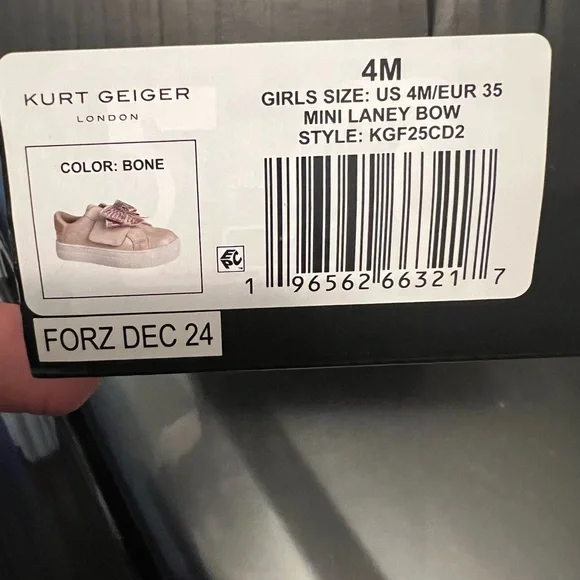 KURT GEIGER
LONDON
COLOR: BONE
4M
GIRLS SIZE: US 4M/EUR 35
MINI LANEY BOW
STYLE: KGF25CD2
1 96562 66321 7
FORZ DEC 24